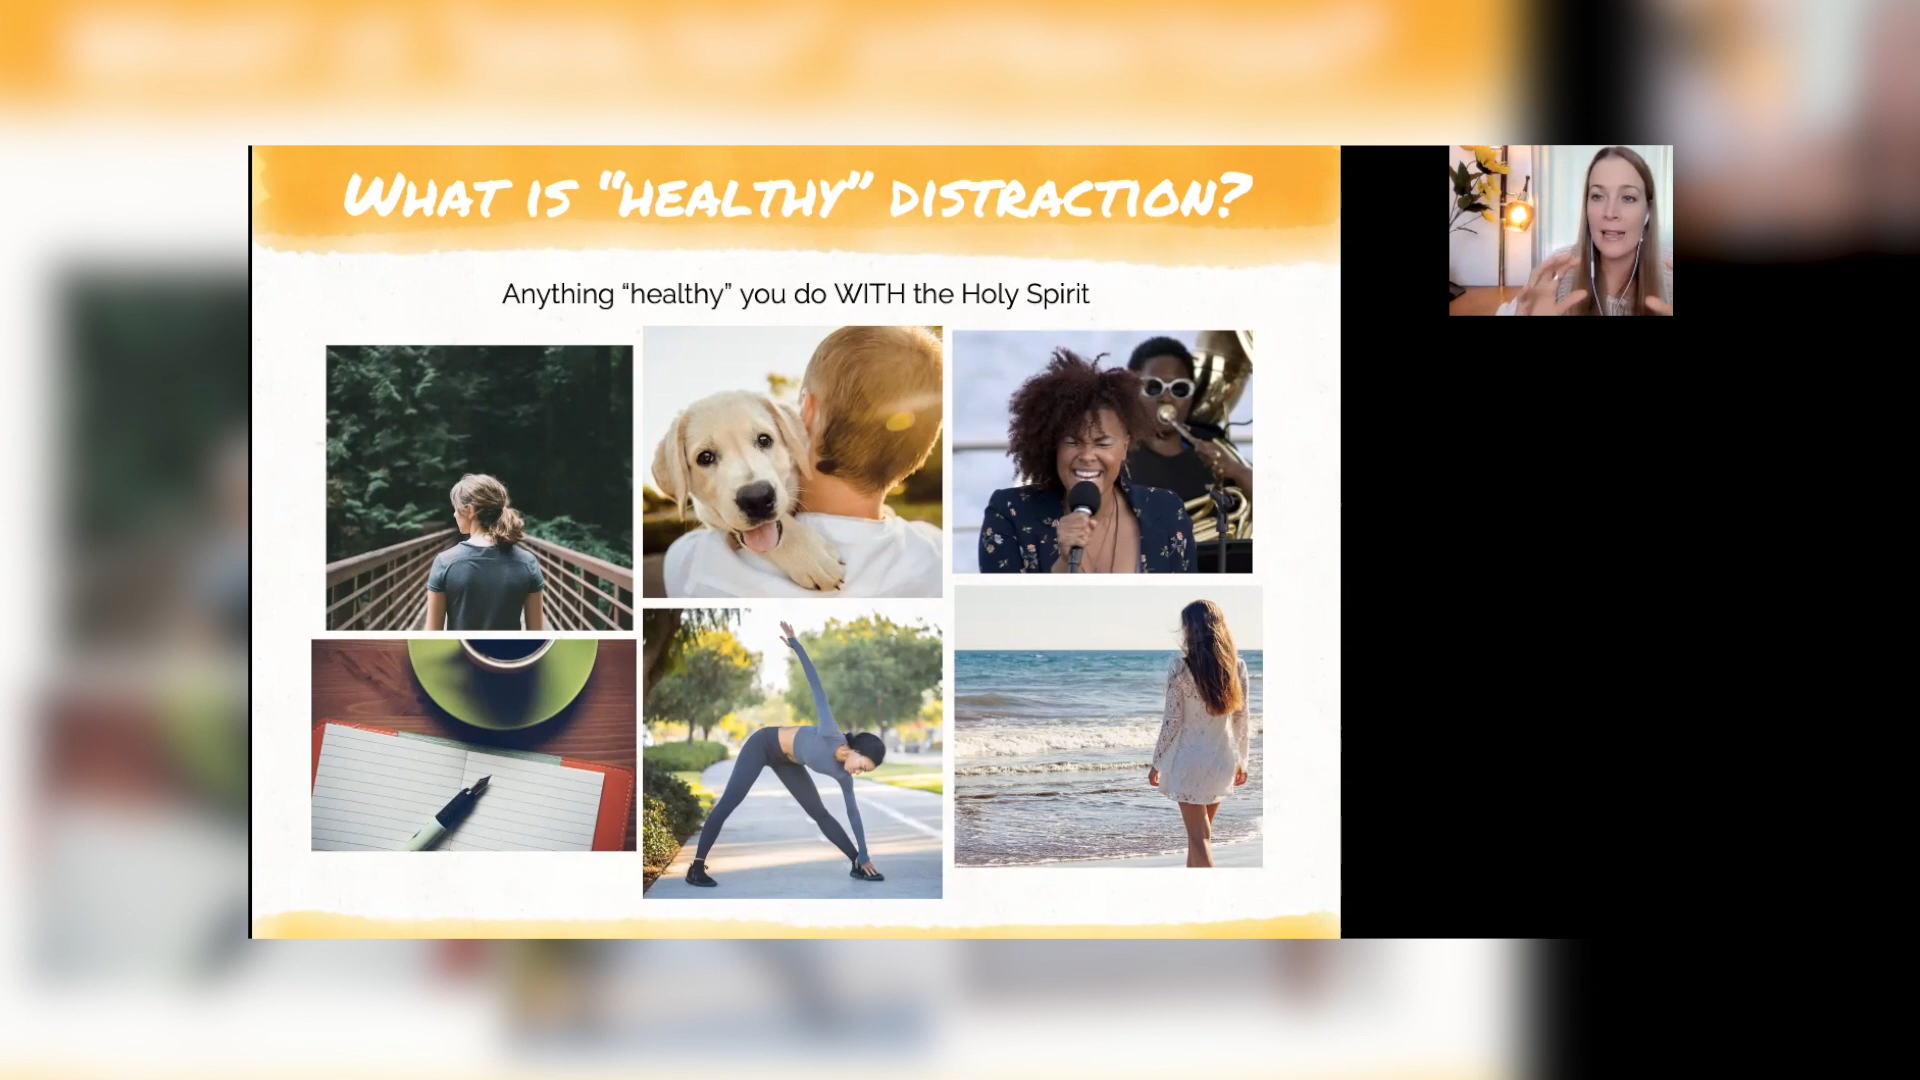 WHAT IS “HEALTHY” DISTRACTION?
Anything “healthy” you do WITH the Holy Spirit